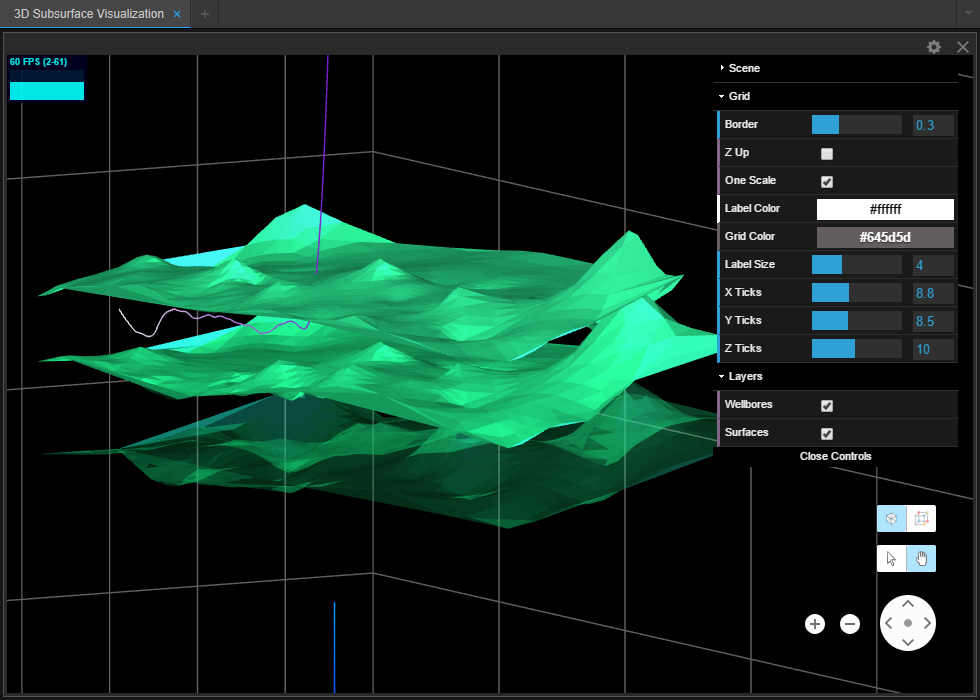 3D Subsurface Visualization
60 FPS (2-61)
Scene
Grid
Border 0.3
Z Up
One Scale
Label Color #ffffff
Grid Color #645d5d
Label Size 4
X Ticks 8.8
Y Ticks 8.5
Z Ticks 10
Layers
Wellbores
Surfaces
Close Controls